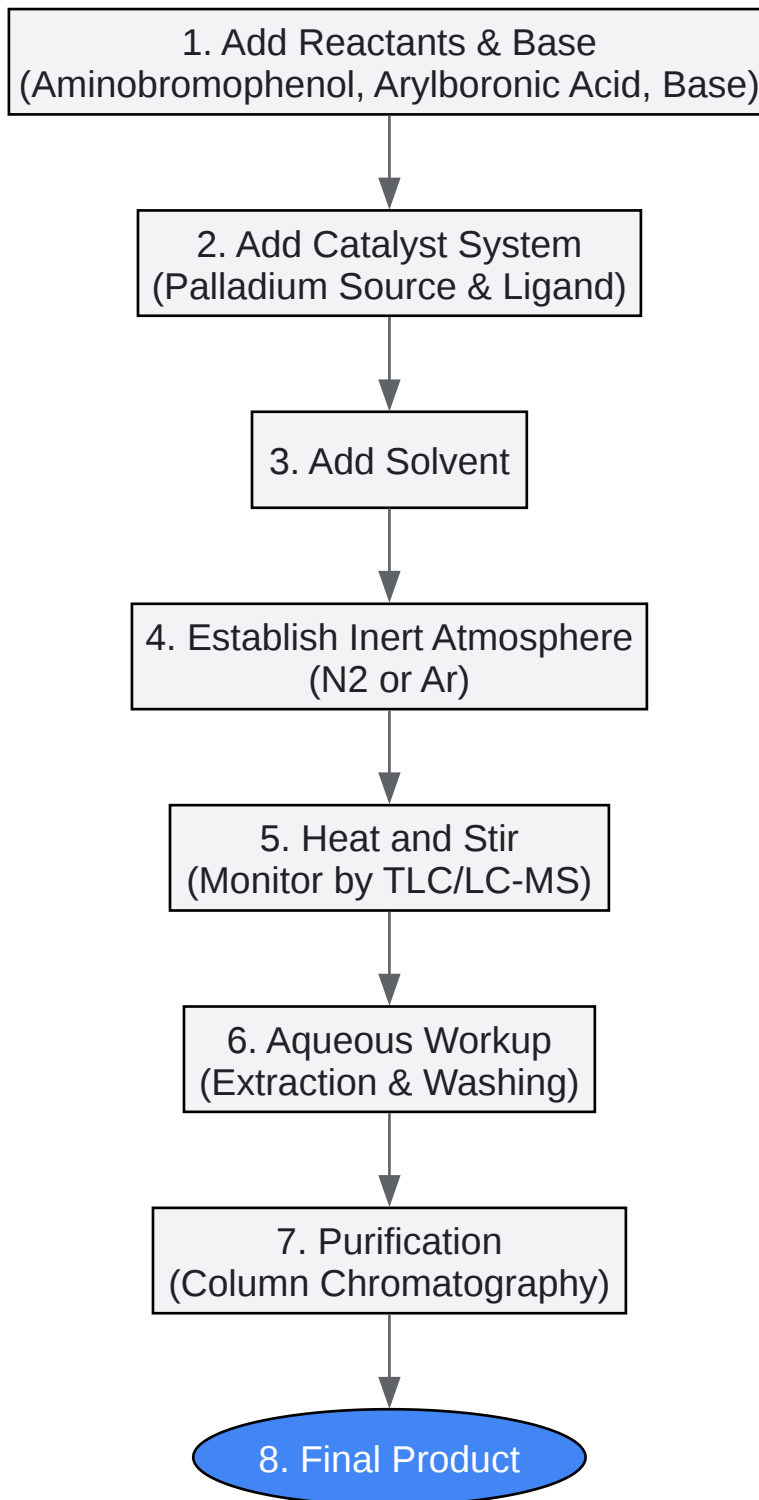 1. Add Reactants & Base
(Aminobromophenol, Arylboronic Acid, Base)
2. Add Catalyst System
(Palladium Source & Ligand)
3. Add Solvent
4. Establish Inert Atmosphere
(N2 or Ar)
5. Heat and Stir
(Monitor by TLC/LC-MS)
6. Aqueous Workup
(Extraction & Washing)
7. Purification
(Column Chromatography)
8. Final Product